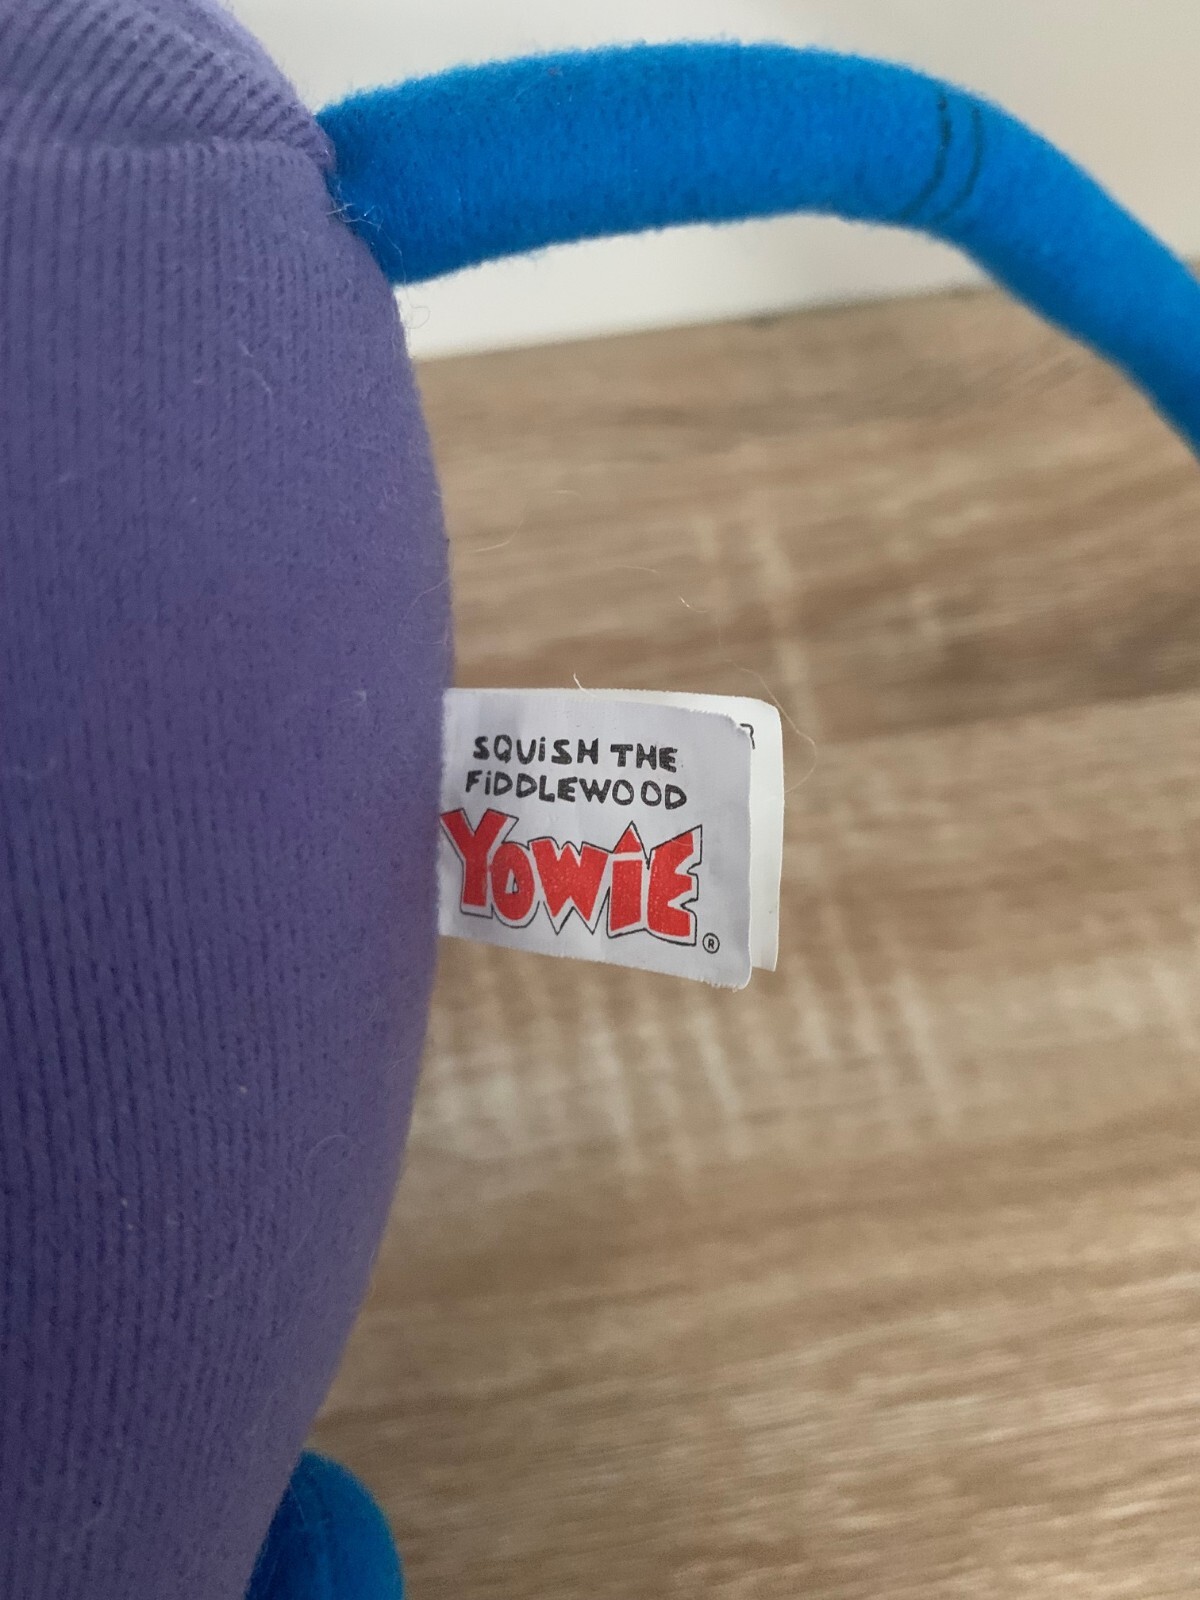 SQUiSH THE
FiDDLEWOOD
YOWiE
®